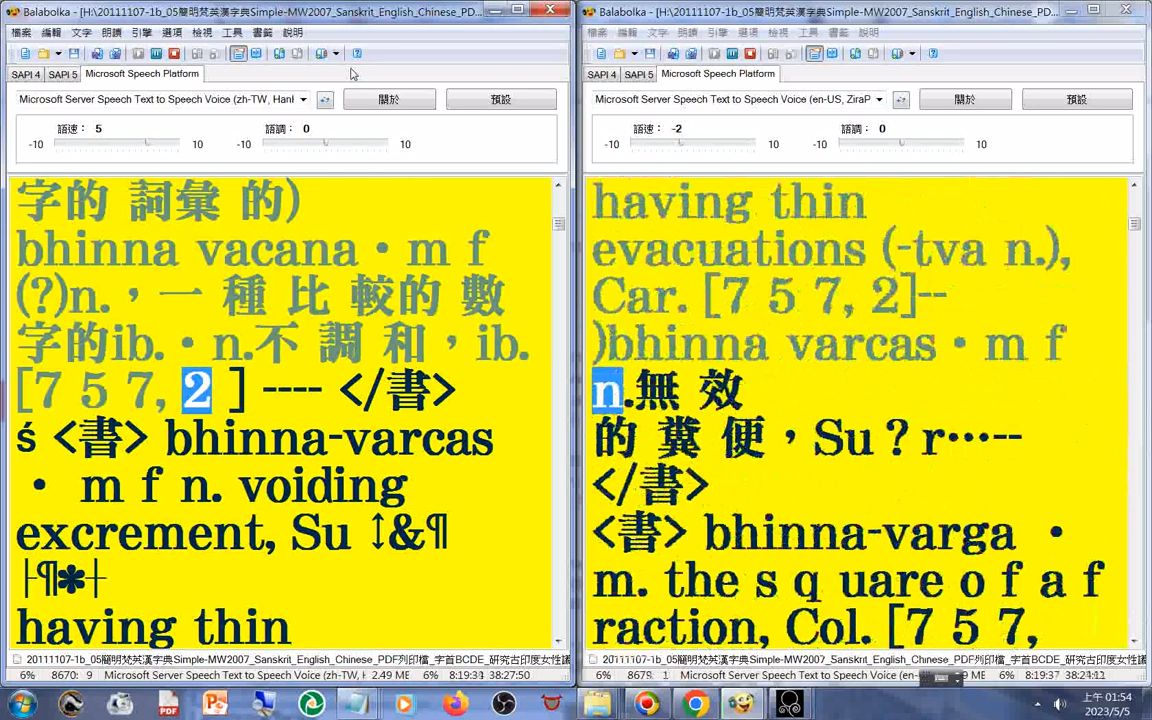 Balabolka - [H:\20111107-1b_05簡明梵英漢字典Simple-MW2007_Sanskrit_English_Chinese_PD...
檔案 編輯 文字 朗讀 引擎 選項 檢視 工具 書籤 說明
SAPI 4 SAPI 5 Microsoft Speech Platform
Microsoft Server Speech Text to Speech Voice (zh-TW, HanH 關於 預設
語速： 5 語調： 0
-10 10 -10 10
字的 詞彙 的)
bhinna vacana・m f
(?)n.，一 種 比 較的 數
字的ib.・n.不 調 和，ib.
[7 5 7, 2 ] ---- </書>
ś <書> bhinna-varcas
・ m f n. voiding
excrement, Su ↕&¶
├¶✱┼
having thin
20111107-1b_05簡明梵英漢字典Simple-MW2007_Sanskrit_English_Chinese_PDF列印檔_字首BCDE_研究古印度女性議
6% 8670: 9 Microsoft Server Speech Text to Speech Voice (zh-TW, H 2.49 ME 6% 8:19:34 38:27:50
Balabolka - [H:\20111107-1b_05簡明梵英漢字典Simple-MW2007_Sanskrit_English_Chinese_PD...
檔案 編輯 文字 朗讀 引擎 選項 檢視 工具 書籤 說明
SAPI 4 SAPI 5 Microsoft Speech Platform
Microsoft Server Speech Text to Speech Voice (en-US, ZiraP 關於 預設
語速： -2 語調： 0
-10 10 -10 10
having thin
evacuations (-tva n.),
Car. [7 5 7, 2]--
)bhinna varcas・m f
n.無 效
的 糞 便，Su？r⋯--
</書>
<書> bhinna-varga ・
m. the s q uare o f a f
raction, Col. [7 5 7,
20111107-1b_05簡明梵英漢字典Simple-MW2007_Sanskrit_English_Chinese_PDF列印檔_字首BCDE_研究古印度女性議
6% 8678: 1 Microsoft Server Speech Text to Speech Voice (en-US, ME 6% 8:19:37 38:24:11
上午 01:54
2023/5/5